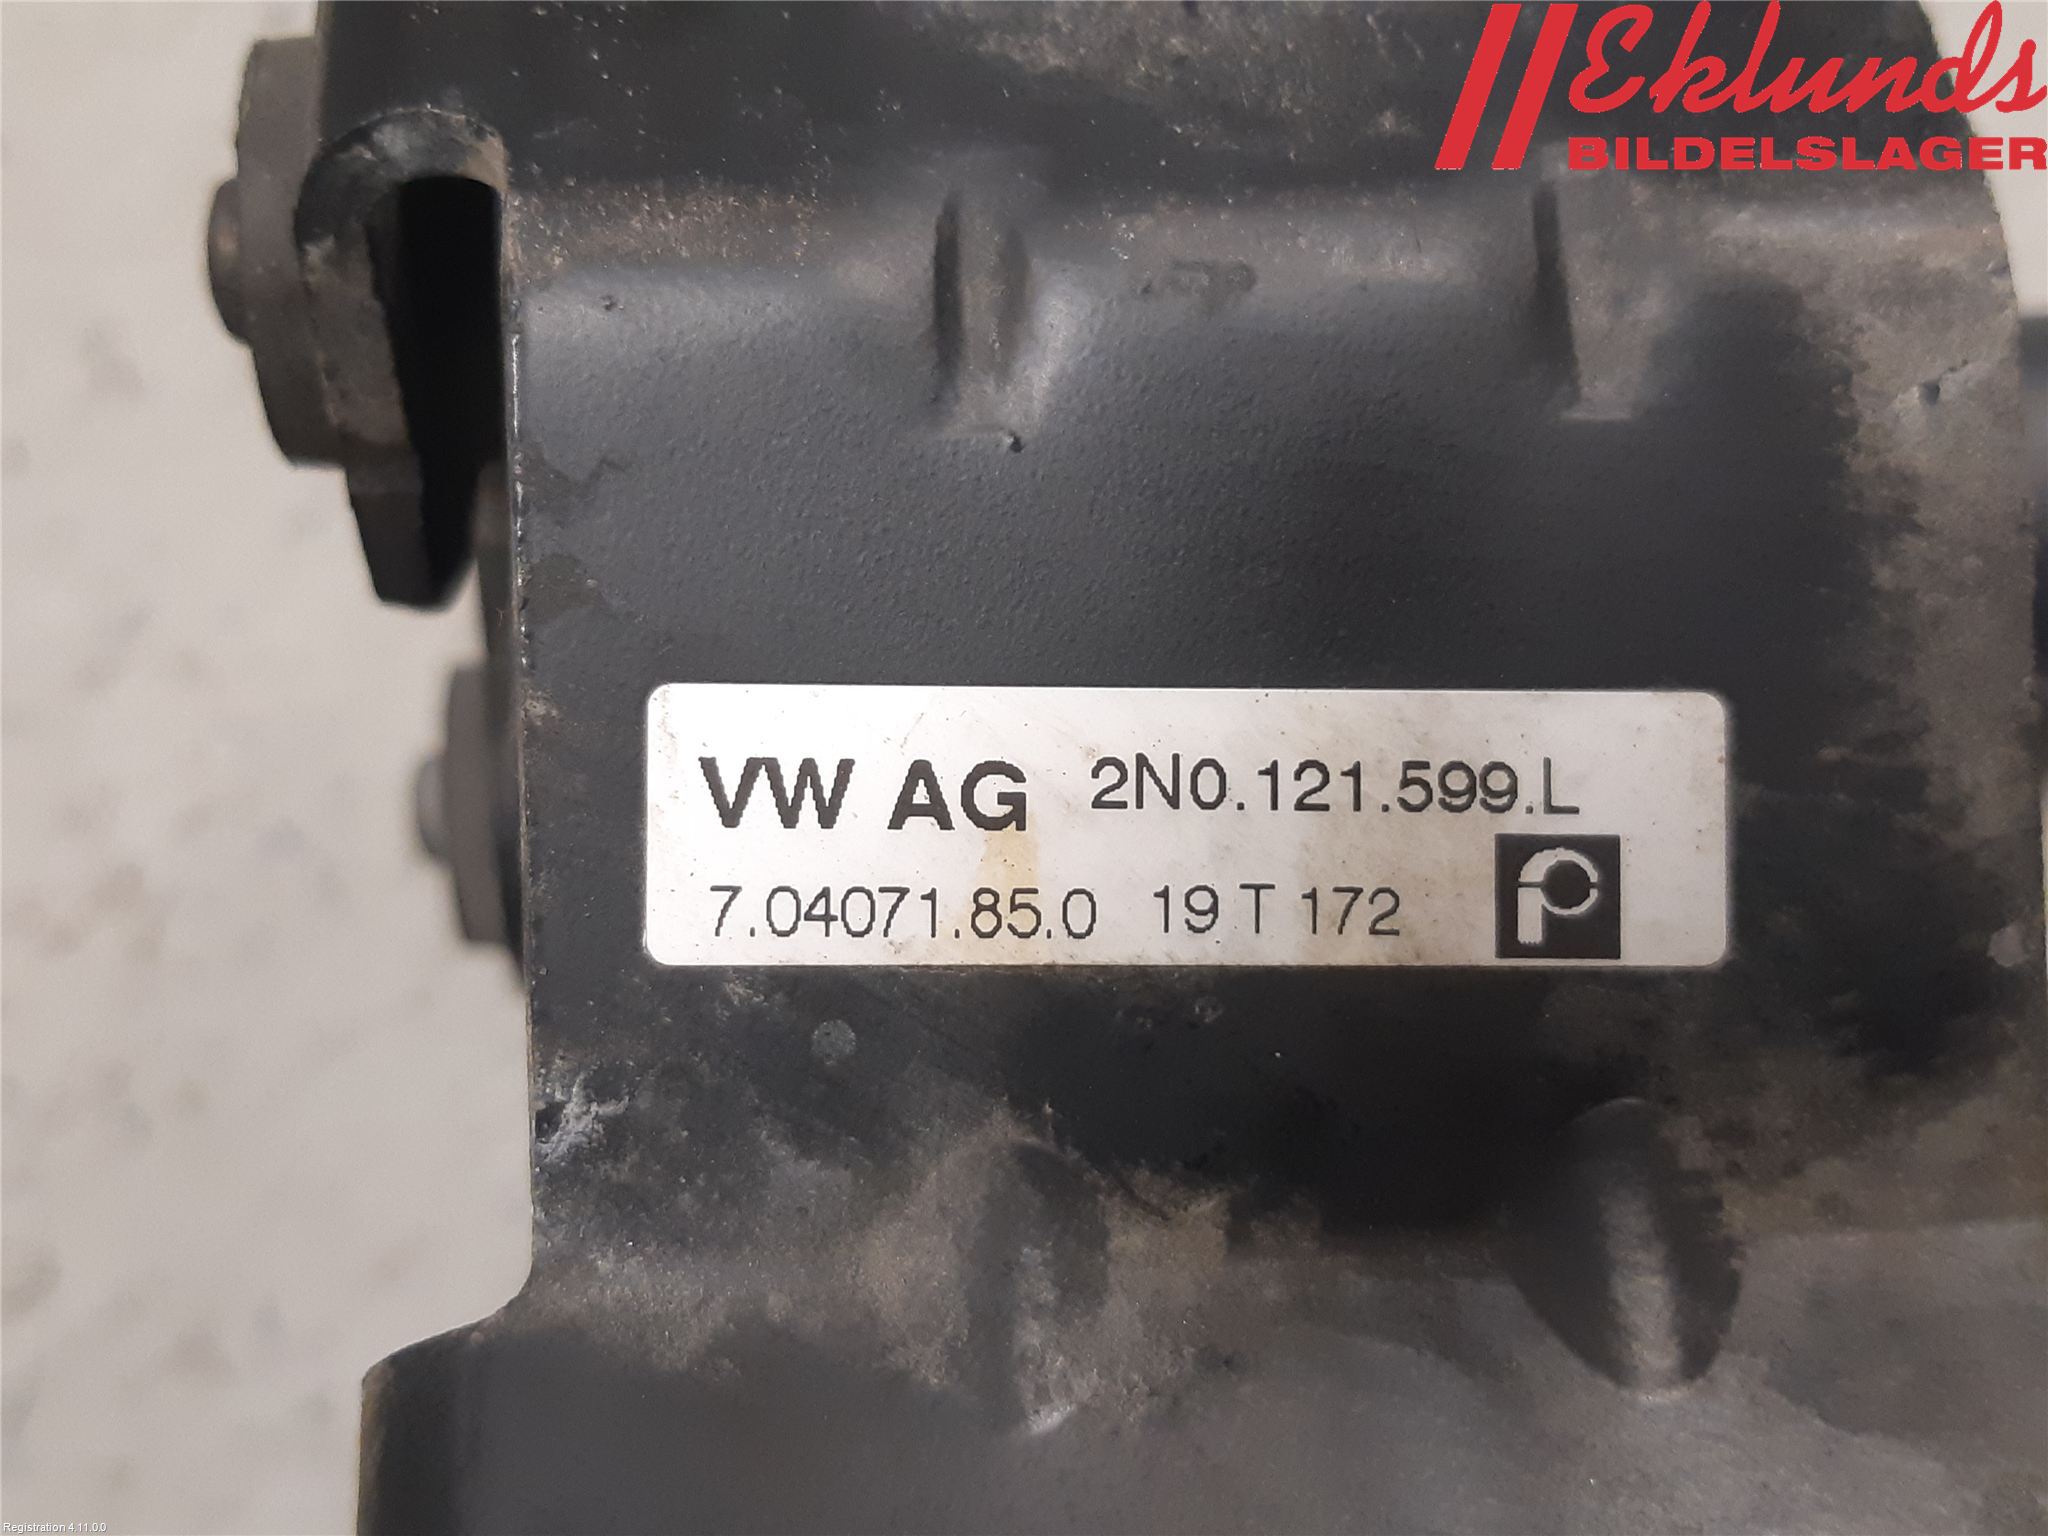 Eklunds
BILDELSLAGER
VW AG 2N0.121.599.L
7.04071.85.0 19 T 172
Registration 4.11.0.0